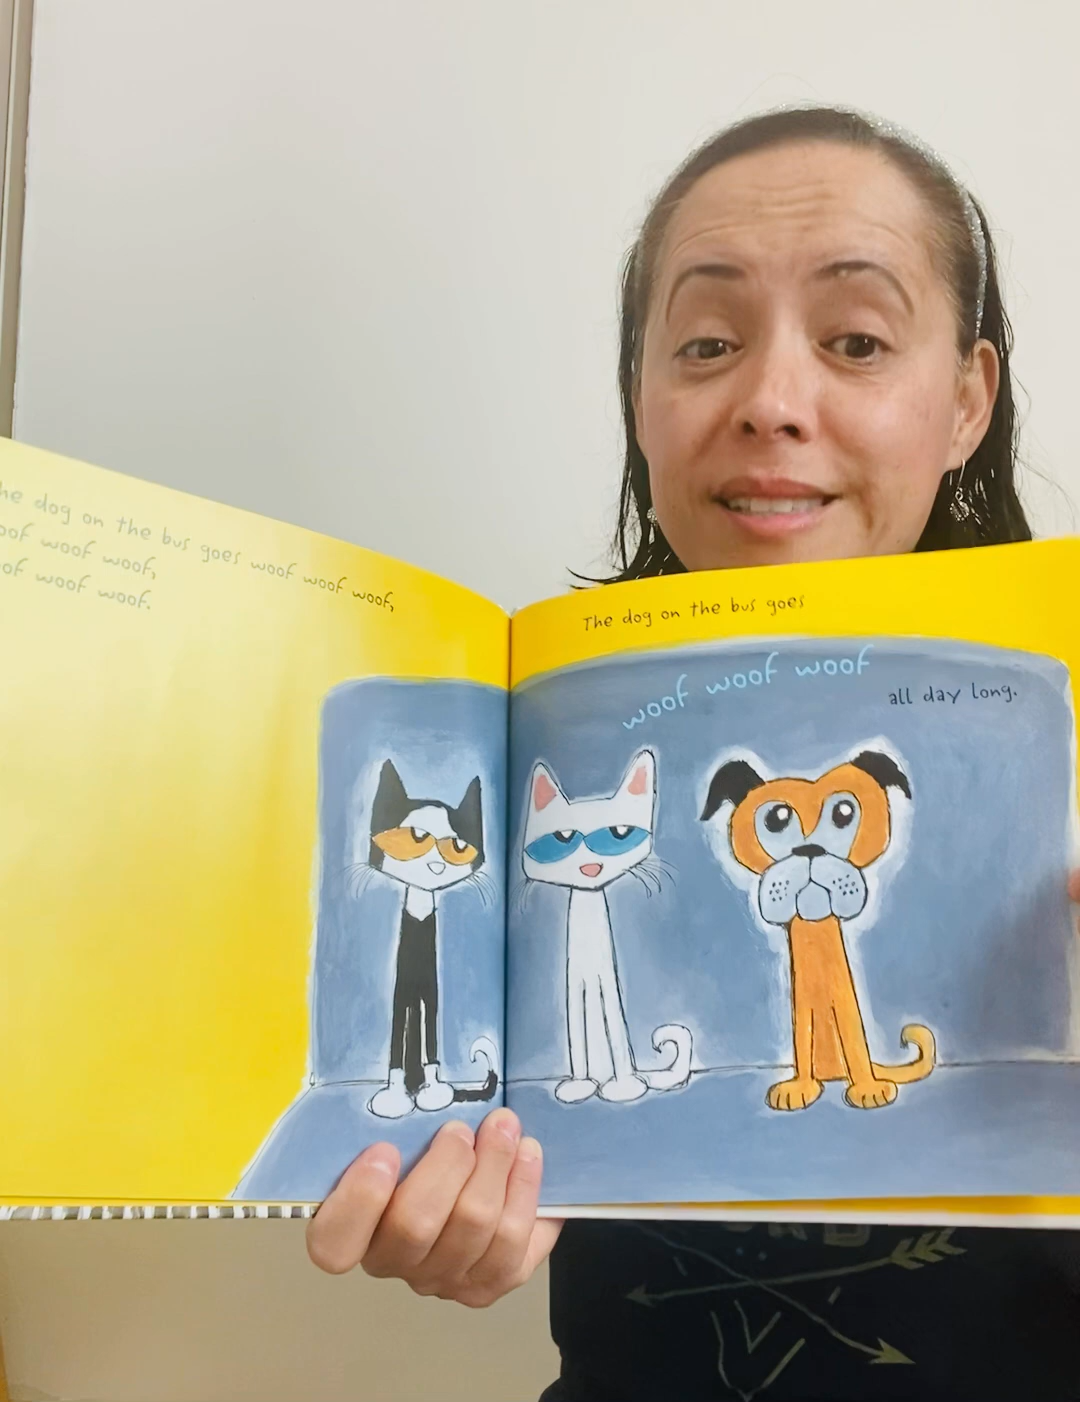 he dog on the bus goes woof woof woof,
oof woof woof,
of woof woof.
The dog on the bus goes
woof woof woof
all day long.